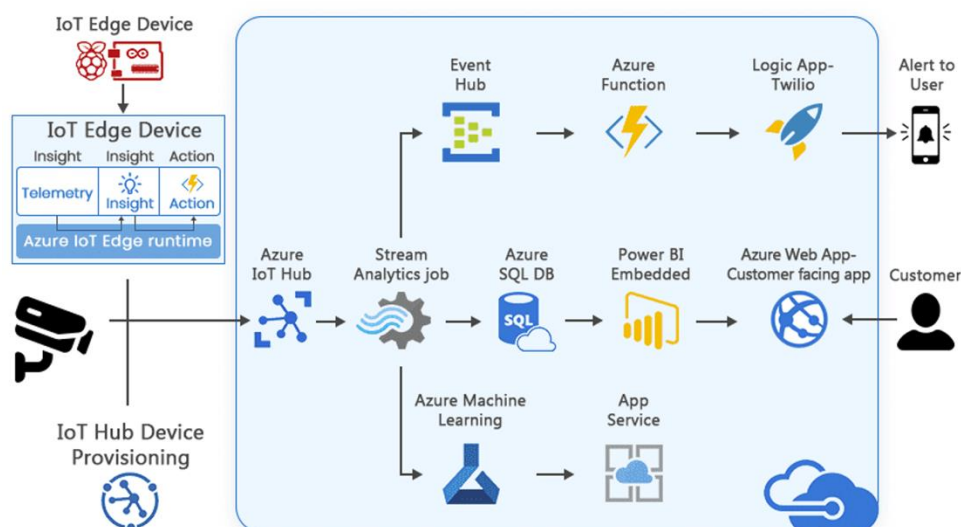 IoT Edge Device
IoT Edge Device
Insight Insight Action
Telemetry Insight Action
Azure IoT Edge runtime
IoT Hub Device
Provisioning
Event
Hub
Azure
Function
Logic App-
Twilio
Alert to
User
Azure
IoT Hub
Stream
Analytics job
Azure
SQL DB
SQL
Power BI
Embedded
Azure Web App-
Customer facing app
Customer
Azure Machine
Learning
App
Service